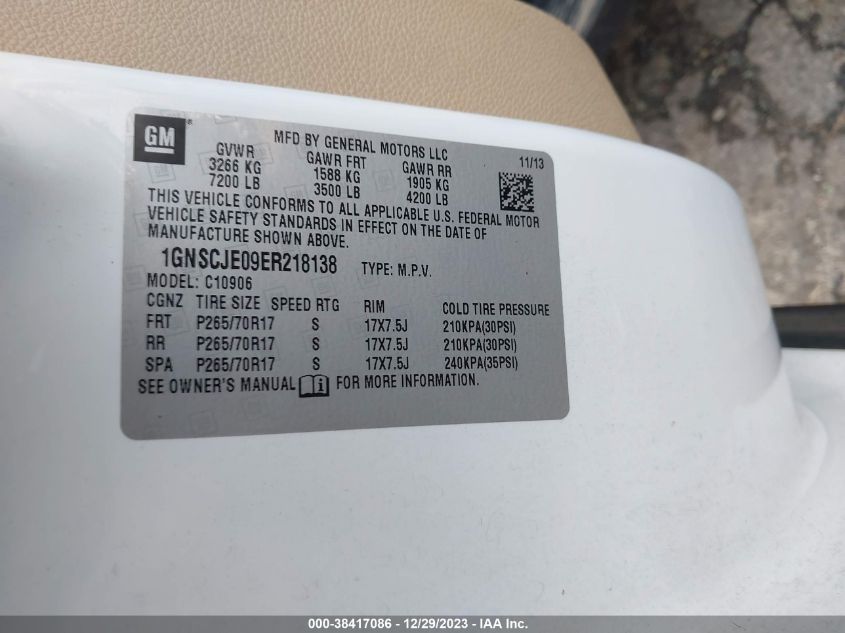 GM
MFD BY GENERAL MOTORS LLC
11/13
GVWR GAWR FRT GAWR RR
3266 KG 1588 KG 1905 KG
7200 LB 3500 LB 4200 LB
THIS VEHICLE CONFORMS TO ALL APPLICABLE U.S. FEDERAL MOTOR
VEHICLE SAFETY STANDARDS IN EFFECT ON THE DATE OF
MANUFACTURE SHOWN ABOVE.
1GNSCJE09ER218138 TYPE: M.P.V.
MODEL: C10906
CGNZ TIRE SIZE SPEED RTG RIM COLD TIRE PRESSURE
FRT P265/70R17 S 17X7.5J 210KPA(30PSI)
RR P265/70R17 S 17X7.5J 210KPA(30PSI)
SPA P265/70R17 S 17X7.5J 240KPA(35PSI)
SEE OWNER'S MANUAL FOR MORE INFORMATION.
000-38417086 - 12/29/2023 - IAA Inc.